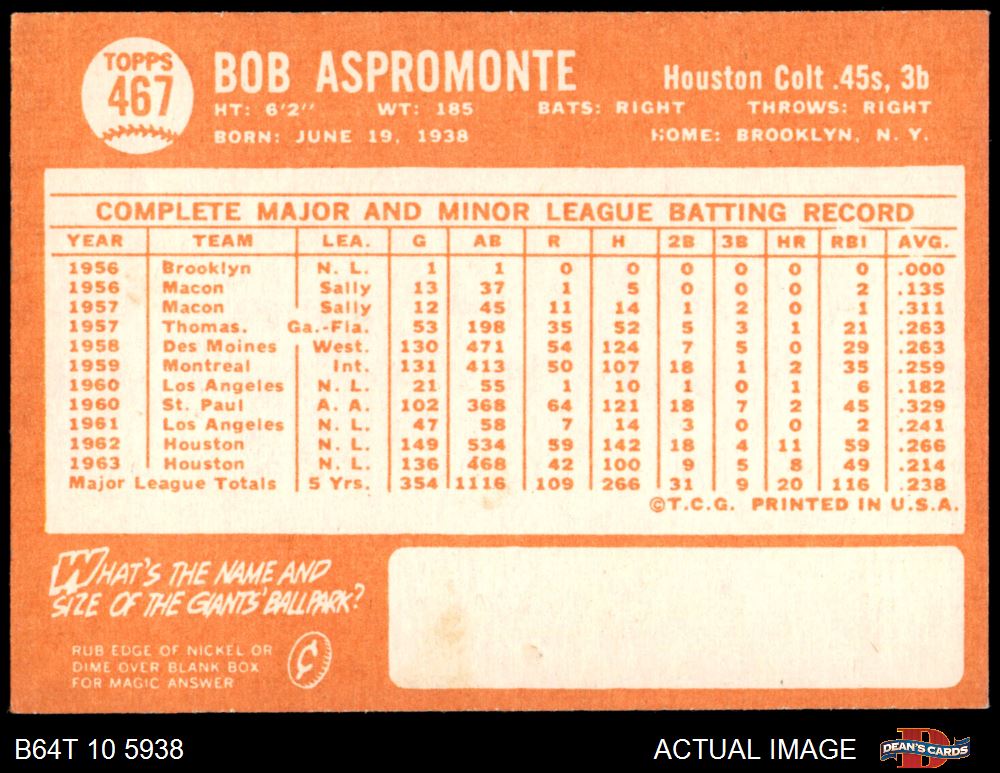 TOPPS
467
BOB ASPROMONTE
Houston Colt .45s, 3b
HT: 6'2" WT: 185 BATS: RIGHT THROWS: RIGHT
BORN: JUNE 19, 1938 HOME: BROOKLYN, N. Y.
COMPLETE MAJOR AND MINOR LEAGUE BATTING RECORD
YEAR TEAM LEA. G AB R H 2B 3B HR RBI AVG.
1956 Brooklyn N. L. 1 1 0 0 0 0 0 0 .000
1956 Macon Sally 13 37 1 5 0 0 0 2 .135
1957 Macon Sally 12 45 11 14 1 2 0 1 .311
1957 Thomas. Ga.-Fla. 53 198 35 52 5 3 1 21 .263
1958 Des Moines West. 130 471 54 124 7 5 0 29 .263
1959 Montreal Int. 131 413 50 107 18 1 2 35 .259
1960 Los Angeles N. L. 21 55 1 10 1 0 1 6 .182
1960 St. Paul A. A. 102 368 64 121 18 7 2 45 .329
1961 Los Angeles N. L. 47 58 7 14 3 0 0 2 .241
1962 Houston N. L. 149 534 59 142 18 4 11 59 .266
1963 Houston N. L. 136 468 42 100 9 5 8 49 .214
Major League Totals 5 Yrs. 354 1116 109 266 31 9 20 116 .238
©T.C.G. PRINTED IN U.S.A.
WHAT'S THE NAME AND
SIZE OF THE GIANTS' BALLPARK?
RUB EDGE OF NICKEL OR
DIME OVER BLANK BOX
FOR MAGIC ANSWER
¢
B64T 10 5938 ACTUAL IMAGE
DEAN'S CARDS